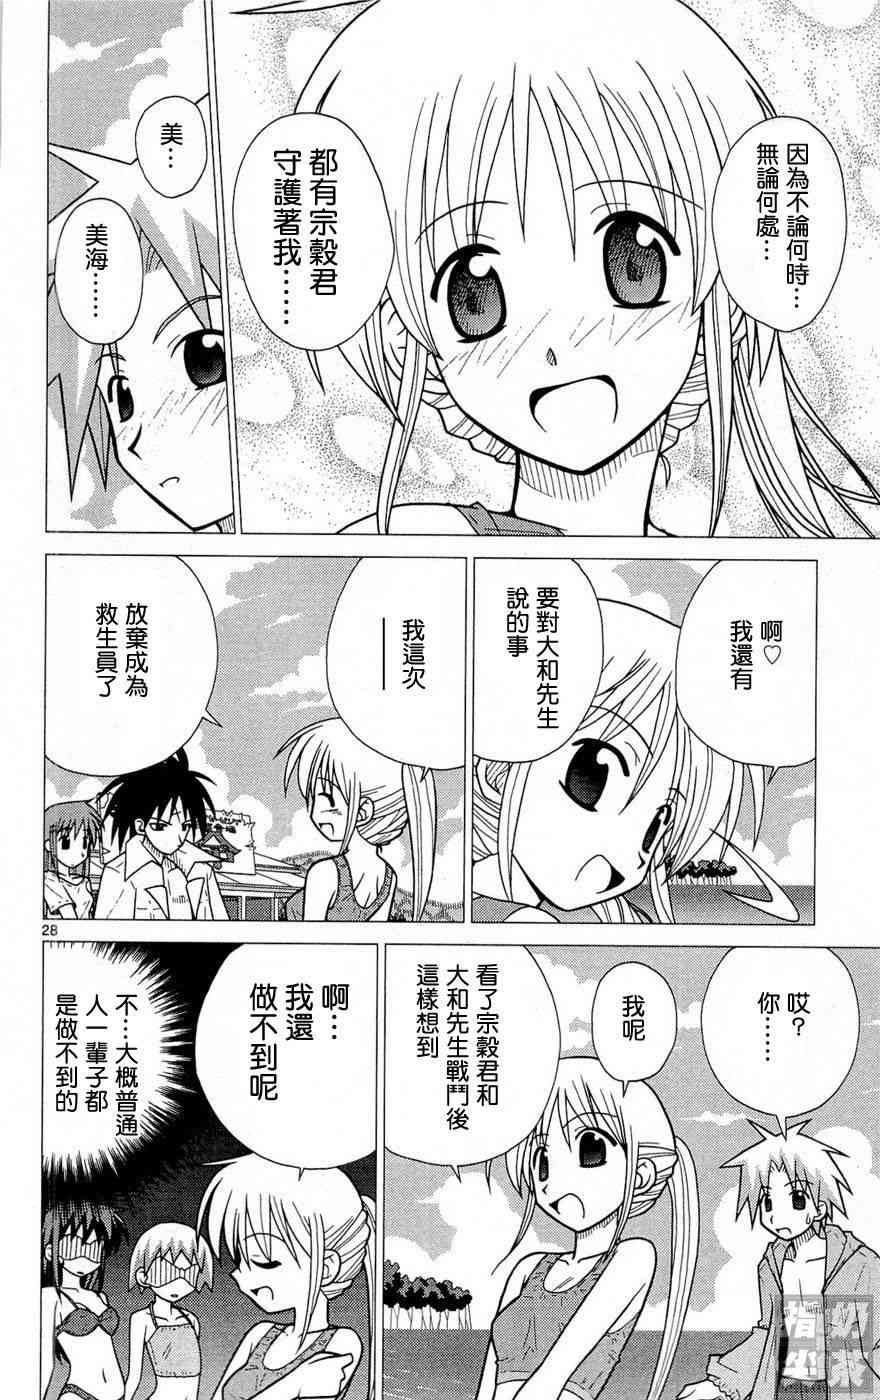 因為不論何時…
無論何處…
都有宗穀君
守護著我……
美…
美海……
啊♡
我還有
要對大和先生
說的事
我這次
——
放棄成為
救生員了
28
哎？
你……
我呢
看了宗穀君和
大和先生戰鬥後
這樣想到
啊…
我還
做不到呢
不…大概普通
人一輩子都
是做不到的
指奶
尖茶